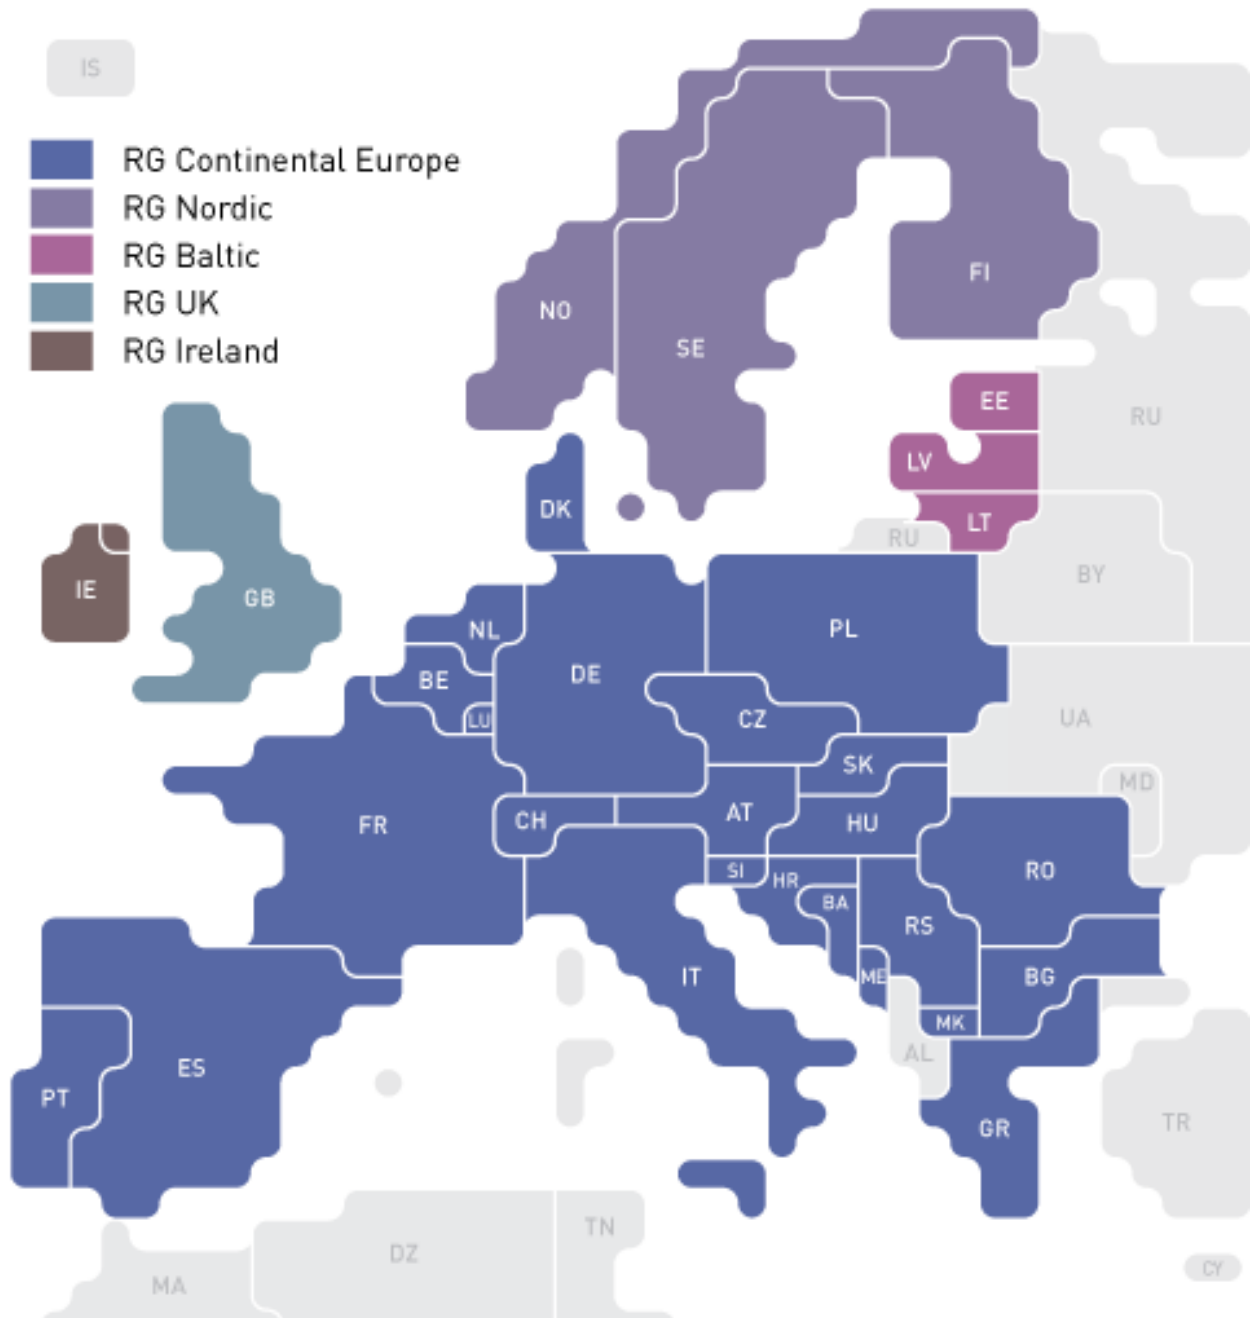 IS
RG Continental Europe
RG Nordic
RG Baltic
RG UK
RG Ireland
FI
NO
SE
EE
RU
LV
DK
LT
RU
BY
IE
GB
NL
PL
DE
BE
LU
CZ
UA
SK
MD
CH
AT
FR
HU
SI
HR
RO
BA
RS
IT
ME
BG
MK
AL
ES
PT
GR
TR
TN
DZ
MA
CY